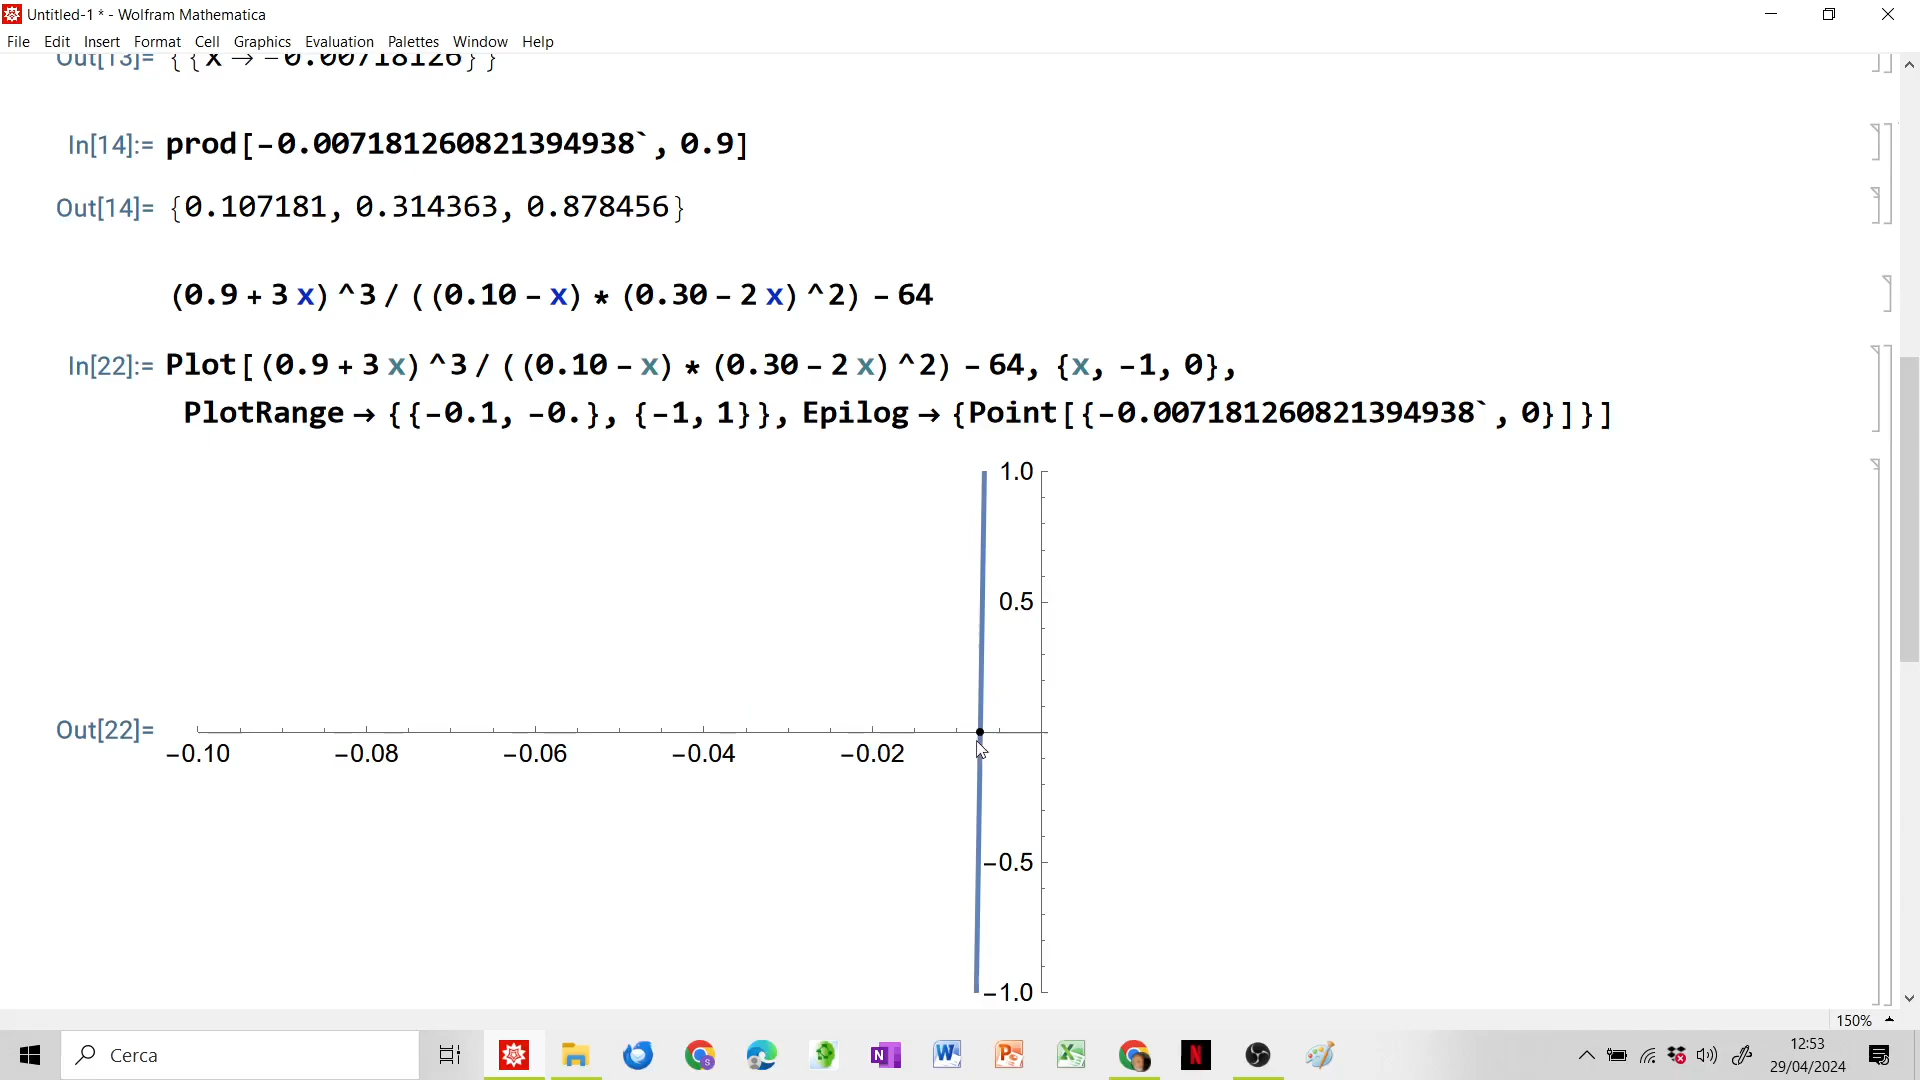 Untitled-1 * - Wolfram Mathematica
File Edit Insert Format Cell Graphics Evaluation Palettes Window Help
Out[13]= {{x → -0.00718126}}
In[14]:= prod[-0.007181260821394938`, 0.9]
Out[14]= {0.107181, 0.314363, 0.878456}
(0.9 + 3 x) ^3 / ((0.10 - x) * (0.30 - 2 x) ^2) - 64
In[22]:= Plot[(0.9 + 3 x) ^3 / ((0.10 - x) * (0.30 - 2 x) ^2) - 64, {x, -1, 0},
PlotRange → {{-0.1, -0.}, {-1, 1}}, Epilog → {Point[{-0.007181260821394938`, 0}]}]
1.0
0.5
Out[22]=
-0.10 -0.08 -0.06 -0.04 -0.02
-0.5
-1.0
150%
Cerca
12:53
29/04/2024